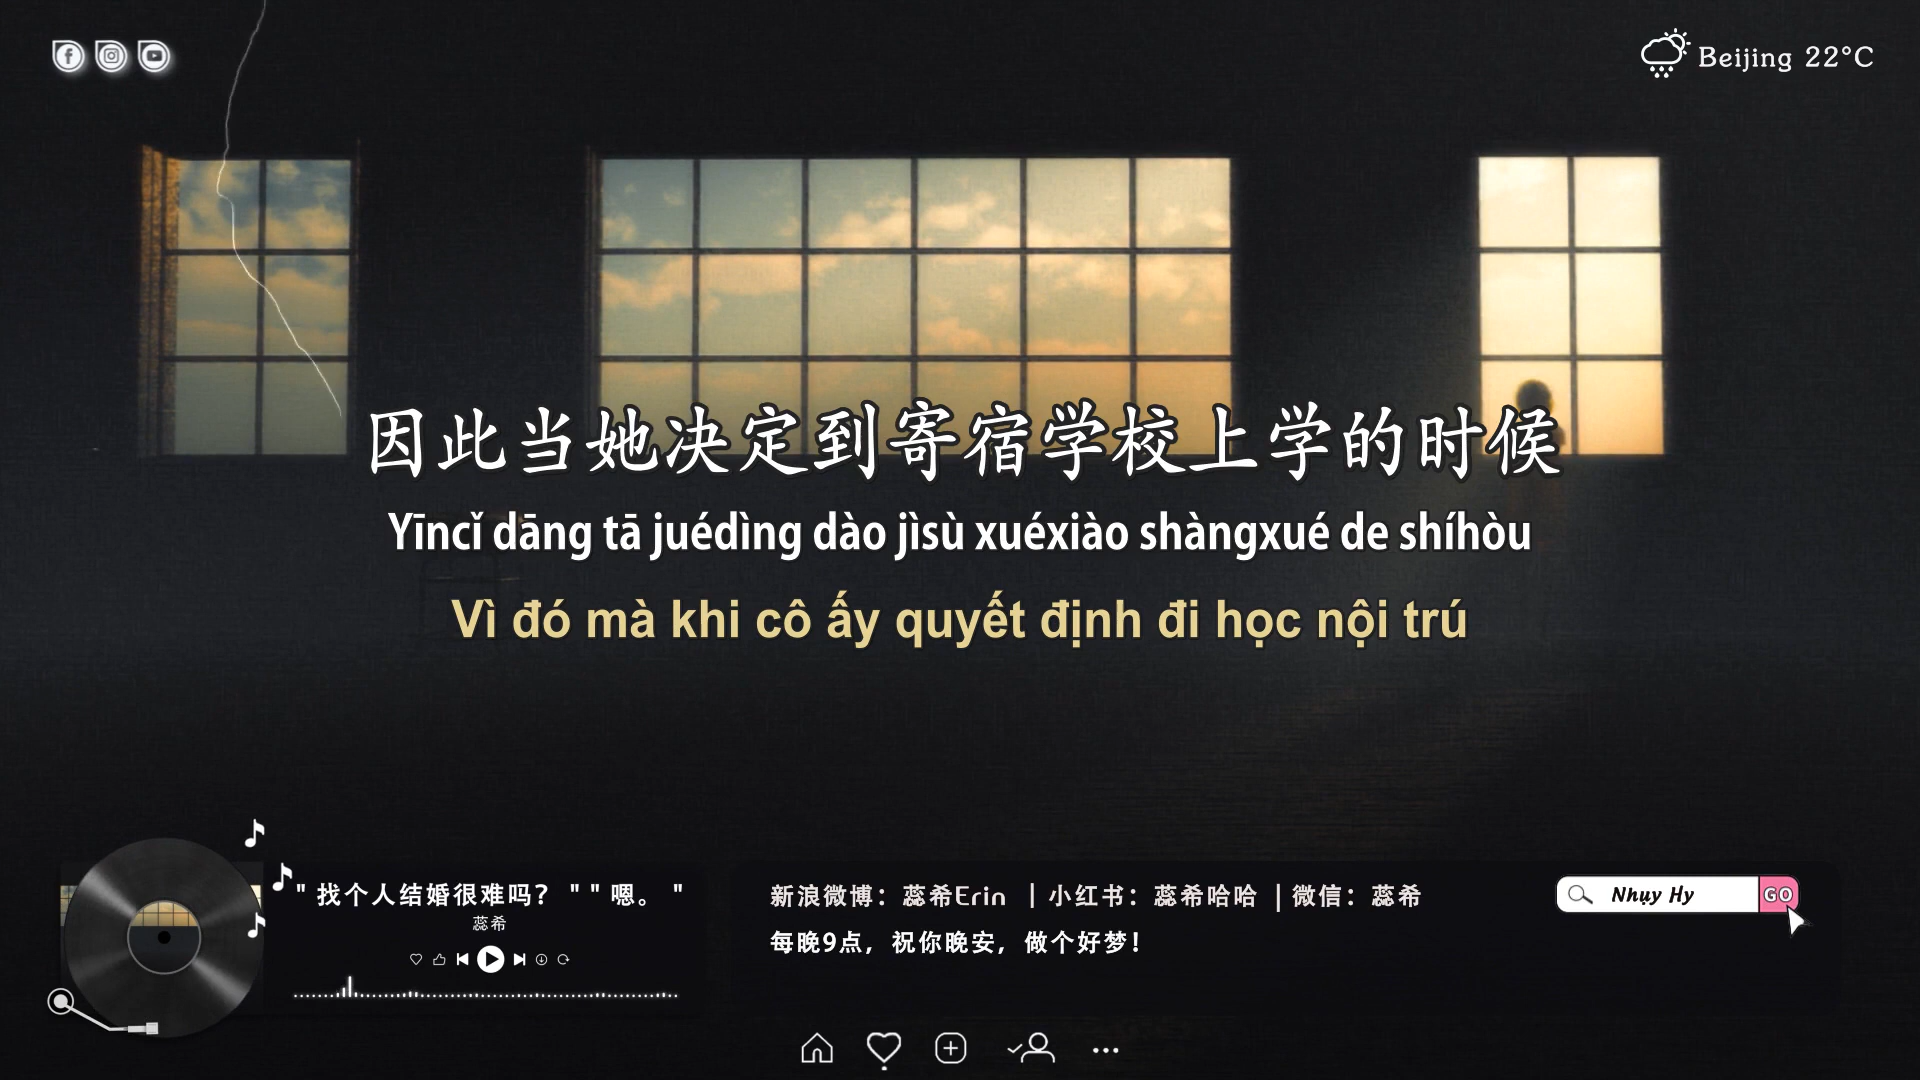 Beijing 22°C
因此当她决定到寄宿学校上学的时候
Yīncǐ dāng tā juédìng dào jìsù xuéxiào shàngxué de shíhòu
Vì đó mà khi cô ấy quyết định đi học nội trú
"找个人结婚很难吗？""嗯。"
蕊希
新浪微博：蕊希Erin ｜小红书：蕊希哈哈 ｜微信：蕊希
每晚9点，祝你晚安，做个好梦！
Nhụy Hy
GO